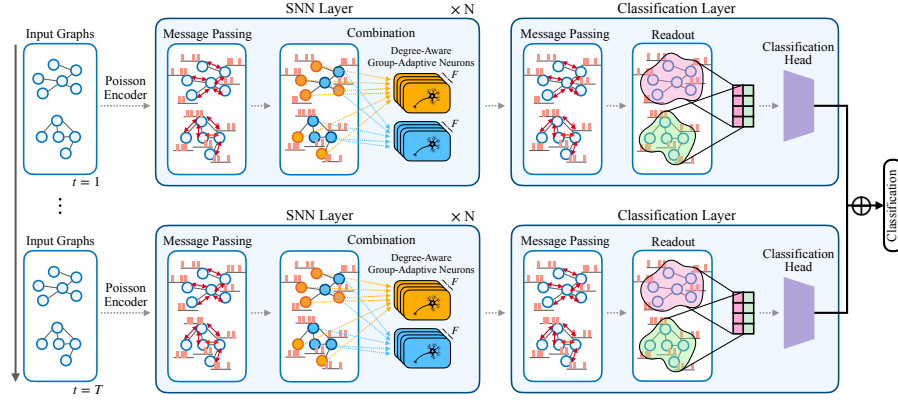 SNN Layer
× N
Classification Layer
Input Graphs
Message Passing
Combination
Degree-Aware
Group-Adaptive Neurons
F
F
Message Passing
Readout
Classification
Head
Poisson
Encoder
t = 1
...
Classification
SNN Layer
× N
Classification Layer
Input Graphs
Message Passing
Combination
Degree-Aware
Group-Adaptive Neurons
F
F
Message Passing
Readout
Classification
Head
Poisson
Encoder
t = T